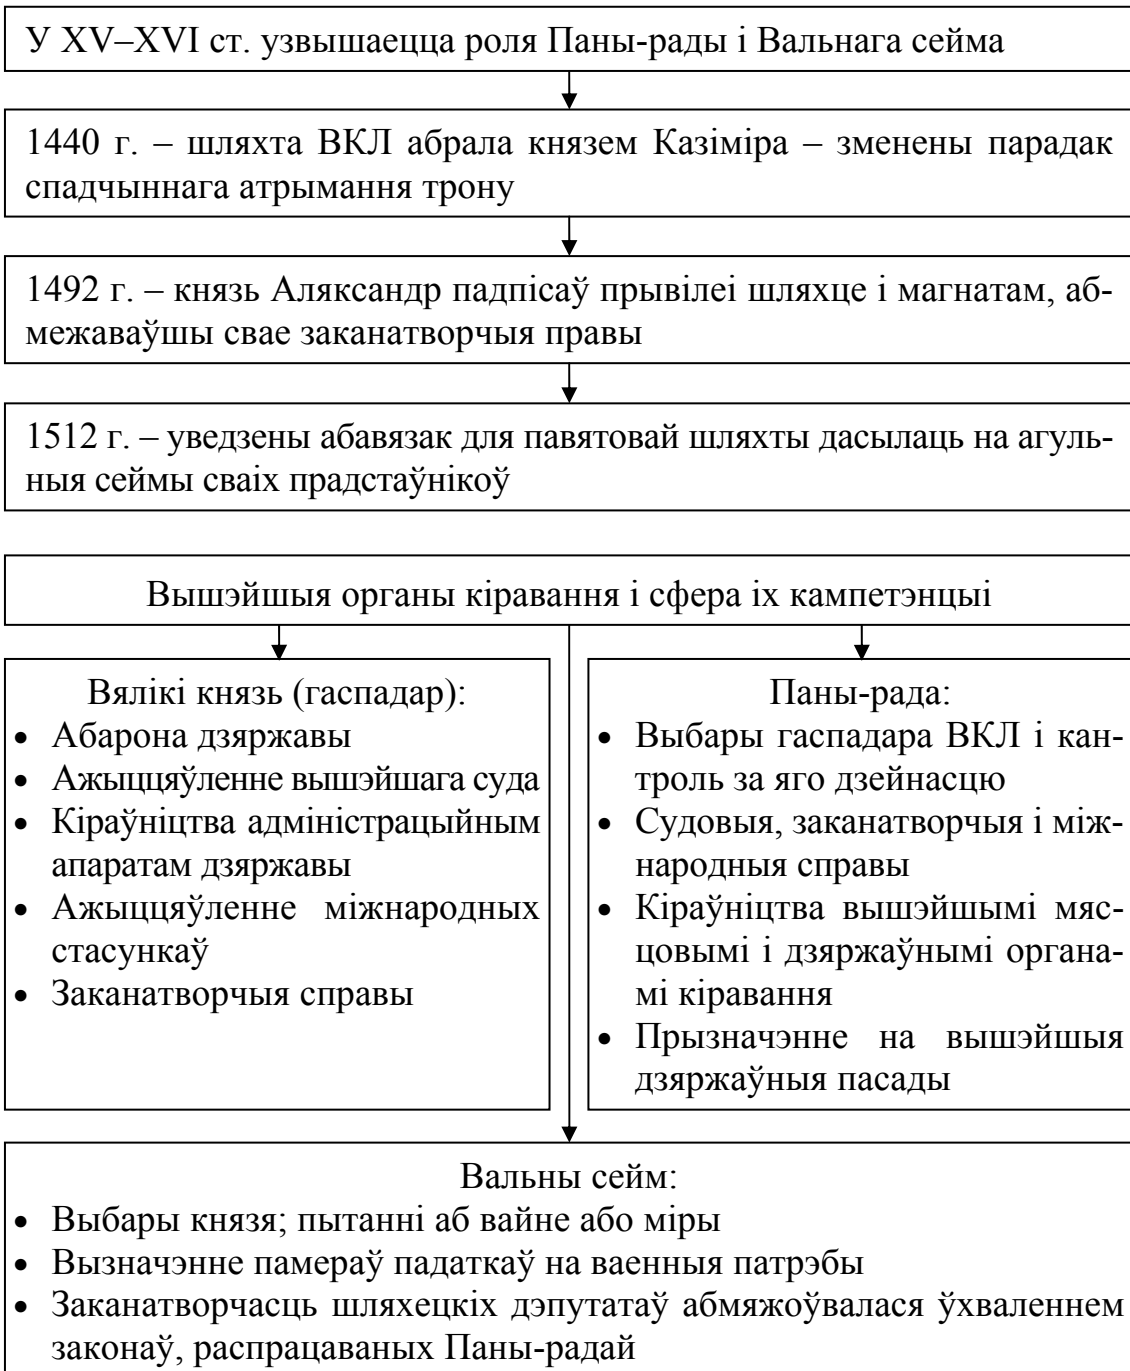 У XV–XVI ст. узвышаецца роля Паны-рады і Вальнага сейма
1440 г. – шляхта ВКЛ абрала князем Казіміра – зменены парадак
спадчыннага атрымання трону
1492 г. – князь Аляксандр падпісаў прывілеі шляхце і магнатам, аб-
межаваўшы свае заканатворчыя правы
1512 г. – уведзены абавязак для павятовай шляхты дасылаць на агуль-
ныя сеймы сваіх прадстаўнікоў
Вышэйшыя органы кіравання і сфера іх кампетэнцыі
Вялікі князь (гаспадар):
• Абарона дзяржавы
• Ажыццяўленне вышэйшага суда
• Кіраўніцтва адміністрацыйным
апаратам дзяржавы
• Ажыццяўленне міжнародных
стасункаў
• Заканатворчыя справы
Паны-рада:
• Выбары гаспадара ВКЛ і кан-
троль за яго дзейнасцю
• Судовыя, заканатворчыя і між-
народныя справы
• Кіраўніцтва вышэйшымі мяс-
цовымі і дзяржаўнымі органа-
мі кіравання
• Прызначэнне на вышэйшыя
дзяржаўныя пасады
Вальны сейм:
• Выбары князя; пытанні аб вайне або міры
• Вызначэнне памераў падаткаў на ваенныя патрэбы
• Заканатворчасць шляхецкіх дэпутатаў абмяжоўвалася ўхваленнем
законаў, распрацаваных Паны-радай